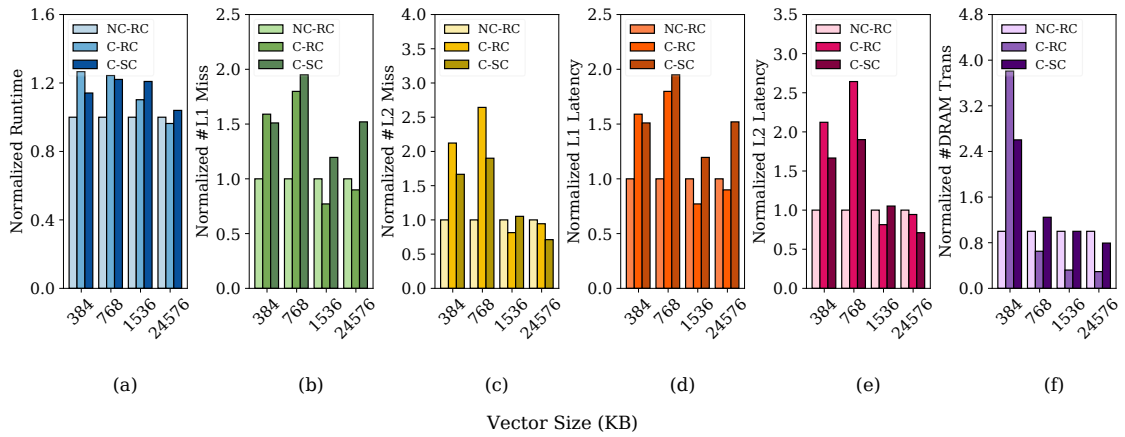 Normalized Runtime
1.6
1.2
0.8
0.4
0.0
NC-RC
C-RC
C-SC
384
768
1536
24576
(a)
Normalized #L1 Miss
2.5
2.0
1.5
1.0
0.5
0.0
NC-RC
C-RC
C-SC
384
768
1536
24576
(b)
Normalized #L2 Miss
4.0
3.5
3.0
2.5
2.0
1.5
1.0
0.5
0.0
NC-RC
C-RC
C-SC
384
768
1536
24576
(c)
Normalized L1 Latency
2.5
2.0
1.5
1.0
0.5
0.0
NC-RC
C-RC
C-SC
384
768
1536
24576
(d)
Normalized L2 Latency
3.5
3.0
2.5
2.0
1.5
1.0
0.5
0.0
NC-RC
C-RC
C-SC
384
768
1536
24576
(e)
Normalized #DRAM Trans
4.8
4.0
3.2
2.4
1.6
0.8
0.0
NC-RC
C-RC
C-SC
384
768
1536
24576
(f)
Vector Size (KB)